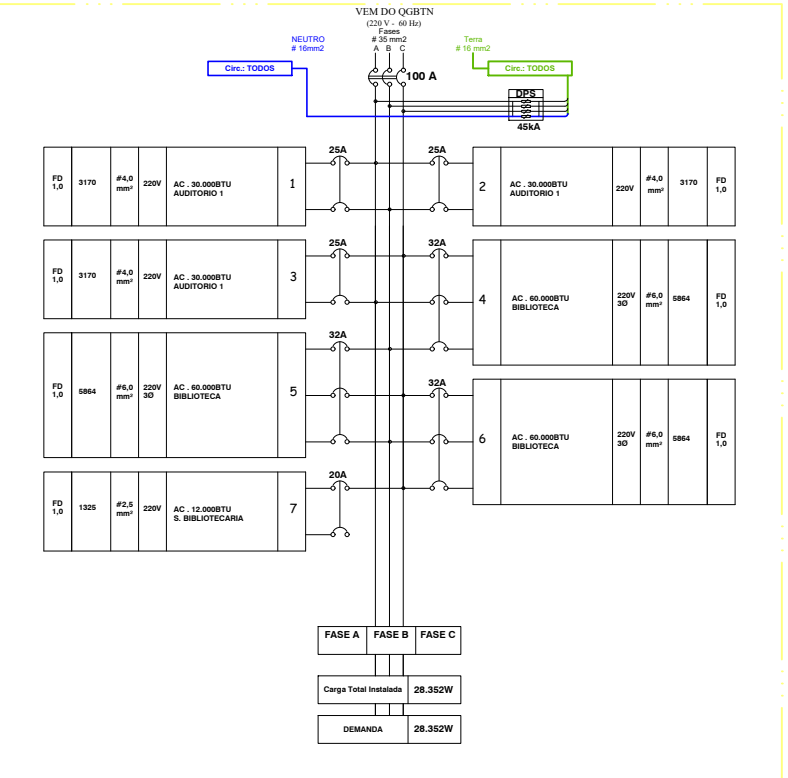 VEM DO QGBTN
(220 V - 60 Hz)
Fases
# 35 mm2
A B C
NEUTRO
# 16mm2
Terra
# 16 mm2
Circ.: TODOS
Circ.: TODOS
100 A
DPS
45kA
25A
25A
FD
1,0
3170
#4,0
mm²
220V
AC . 30.000BTU
AUDITORIO 1
1
2
AC . 30.000BTU
AUDITORIO 1
220V
#4,0
mm²
3170
FD
1,0
25A
32A
FD
1,0
3170
#4,0
mm²
220V
AC . 30.000BTU
AUDITORIO 1
3
4
AC . 60.000BTU
BIBLIOTECA
220V
3Ø
#6,0
mm²
5864
FD
1,0
32A
32A
FD
1,0
5864
#6,0
mm²
220V
3Ø
AC . 60.000BTU
BIBLIOTECA
5
6
AC . 60.000BTU
BIBLIOTECA
220V
3Ø
#6,0
mm²
5864
FD
1,0
20A
FD
1,0
1325
#2,5
mm²
220V
AC . 12.000BTU
S. BIBLIOTECARIA
7
FASE A FASE B FASE C
Carga Total Instalada 28.352W
DEMANDA 28.352W